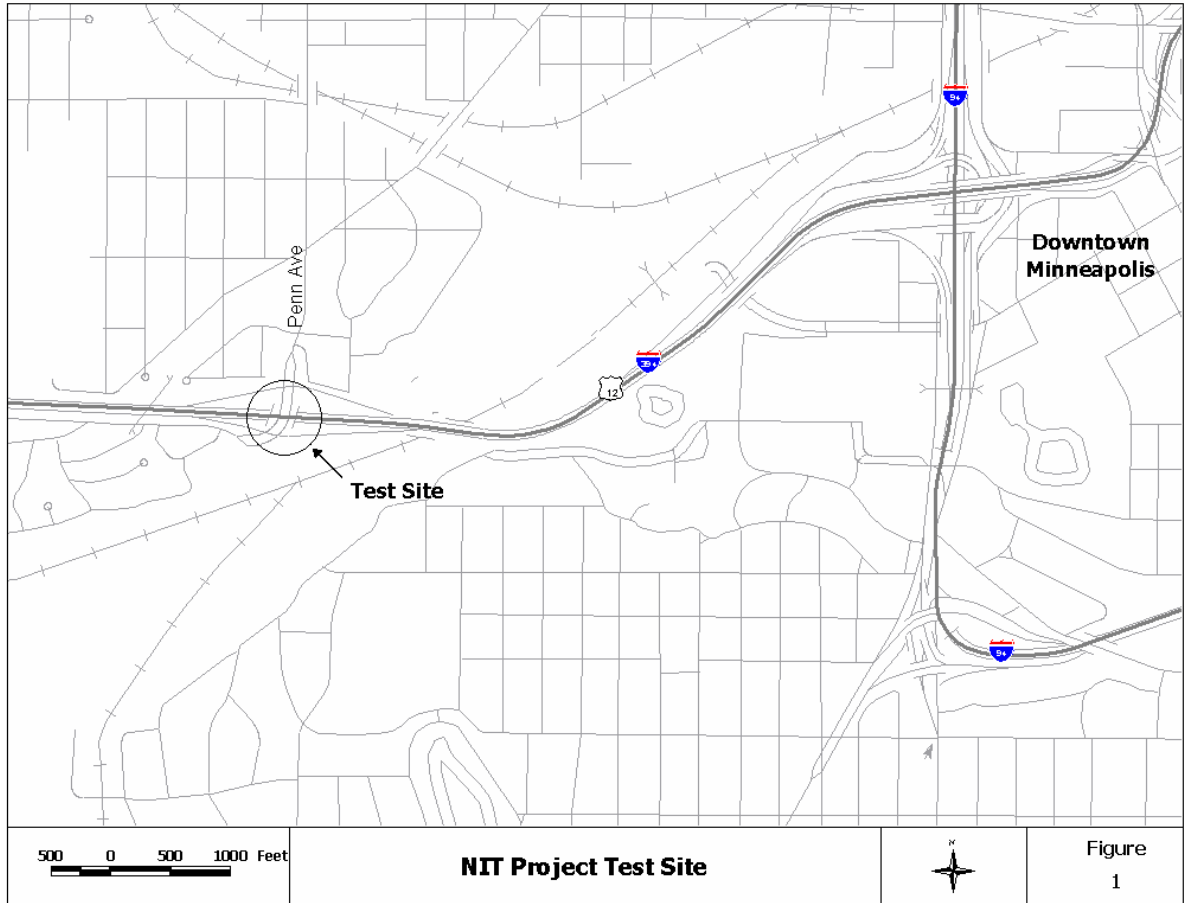 94
Downtown
Minneapolis
Penn Ave
394
12
Test Site
94
500 0 500 1000 Feet
NIT Project Test Site
N
Figure
1